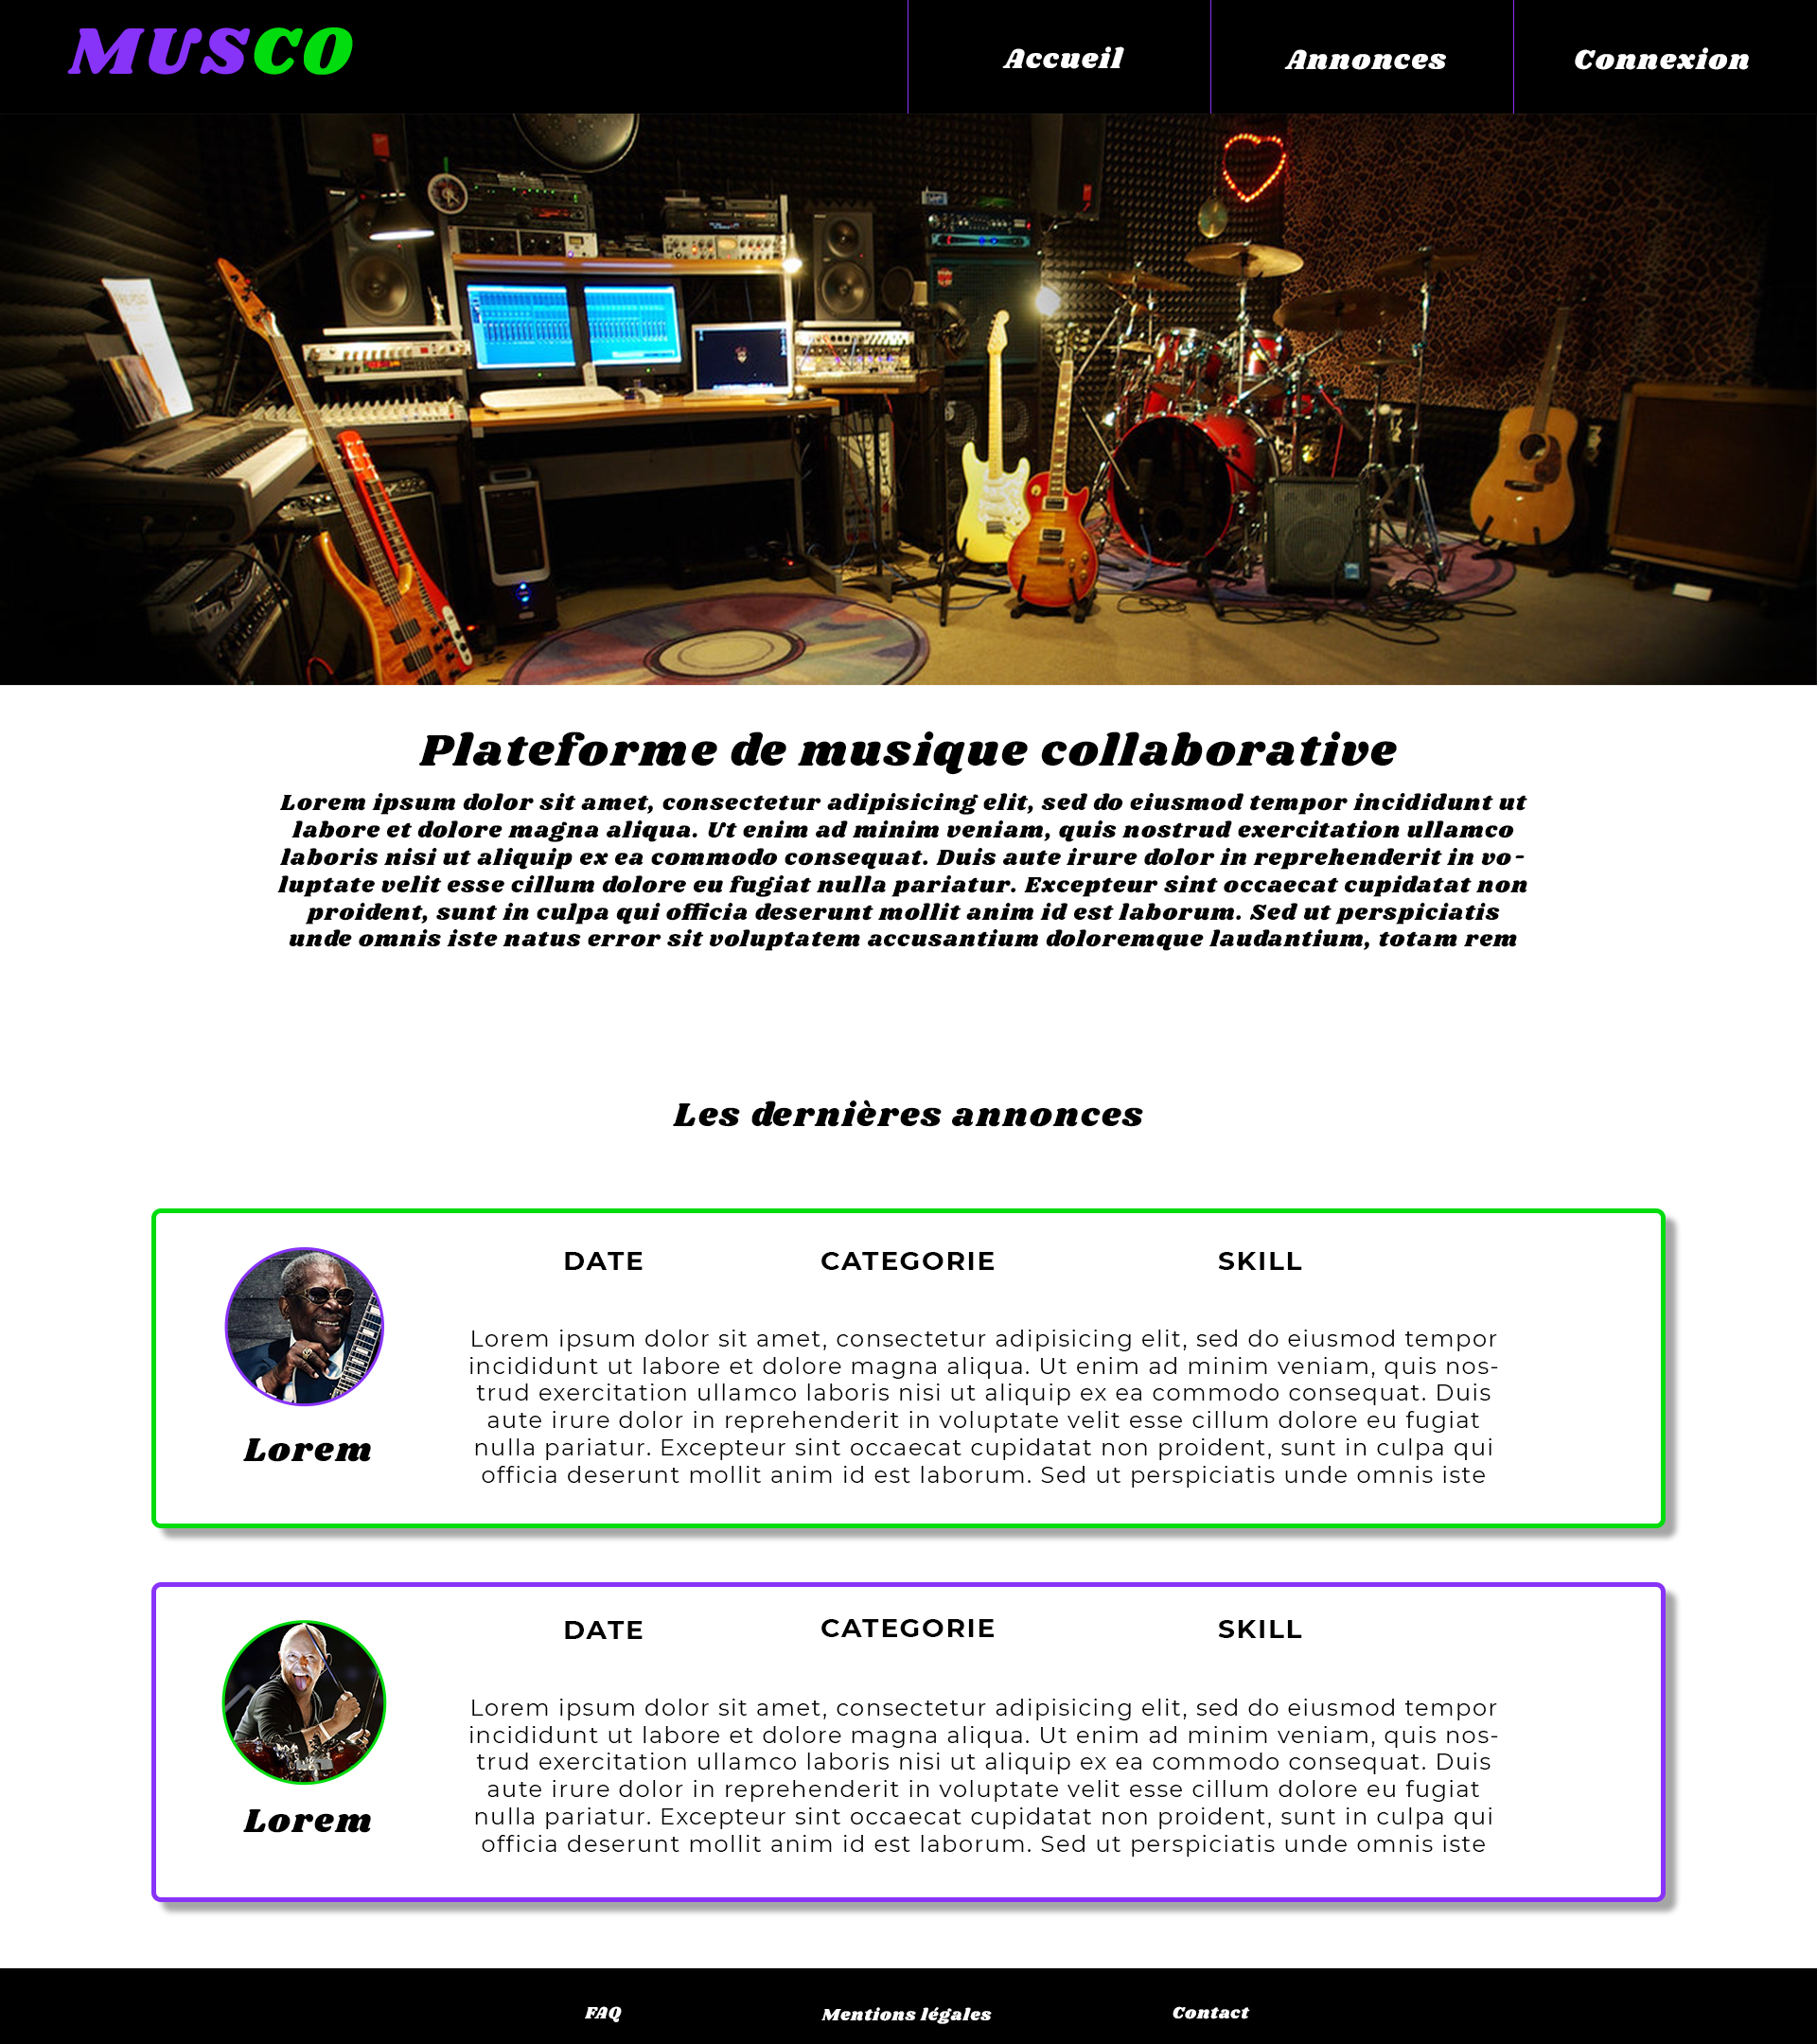 MUSCO
Accueil
Annonces
Connexion
Plateforme de musique collaborative
Lorem ipsum dolor sit amet, consectetur adipisicing elit, sed do eiusmod tempor incididunt ut
labore et dolore magna aliqua. Ut enim ad minim veniam, quis nostrud exercitation ullamco
laboris nisi ut aliquip ex ea commodo consequat. Duis aute irure dolor in reprehenderit in vo-
luptate velit esse cillum dolore eu fugiat nulla pariatur. Excepteur sint occaecat cupidatat non
proident, sunt in culpa qui officia deserunt mollit anim id est laborum. Sed ut perspiciatis
unde omnis iste natus error sit voluptatem accusantium doloremque laudantium, totam rem
Les dernières annonces
DATE
CATEGORIE
SKILL
Lorem ipsum dolor sit amet, consectetur adipisicing elit, sed do eiusmod tempor
incididunt ut labore et dolore magna aliqua. Ut enim ad minim veniam, quis nos-
trud exercitation ullamco laboris nisi ut aliquip ex ea commodo consequat. Duis
aute irure dolor in reprehenderit in voluptate velit esse cillum dolore eu fugiat
nulla pariatur. Excepteur sint occaecat cupidatat non proident, sunt in culpa qui
officia deserunt mollit anim id est laborum. Sed ut perspiciatis unde omnis iste
Lorem
DATE
CATEGORIE
SKILL
Lorem ipsum dolor sit amet, consectetur adipisicing elit, sed do eiusmod tempor
incididunt ut labore et dolore magna aliqua. Ut enim ad minim veniam, quis nos-
trud exercitation ullamco laboris nisi ut aliquip ex ea commodo consequat. Duis
aute irure dolor in reprehenderit in voluptate velit esse cillum dolore eu fugiat
nulla pariatur. Excepteur sint occaecat cupidatat non proident, sunt in culpa qui
officia deserunt mollit anim id est laborum. Sed ut perspiciatis unde omnis iste
Lorem
FAQ
Mentions légales
Contact